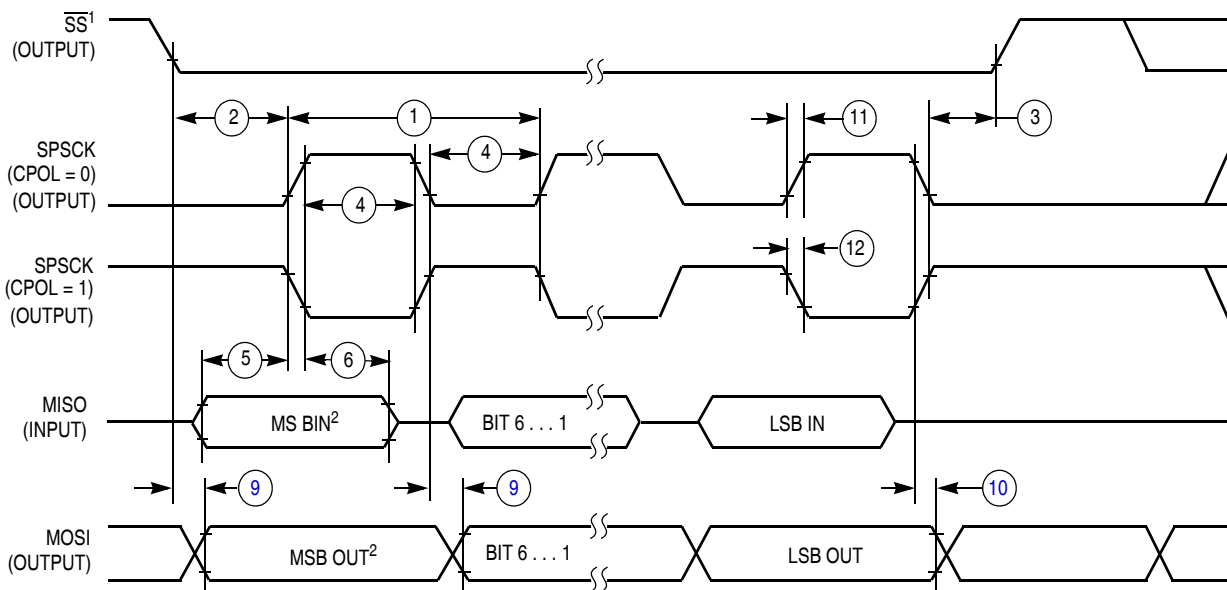 SS¹
(OUTPUT)
2
1
11
3
SPSCK
(CPOL = 0)
(OUTPUT)
4
4
SPSCK
(CPOL = 1)
(OUTPUT)
12
5
6
MISO
(INPUT)
MS BIN²
BIT 6 . . . 1
LSB IN
9
9
10
MOSI
(OUTPUT)
MSB OUT²
BIT 6 . . . 1
LSB OUT